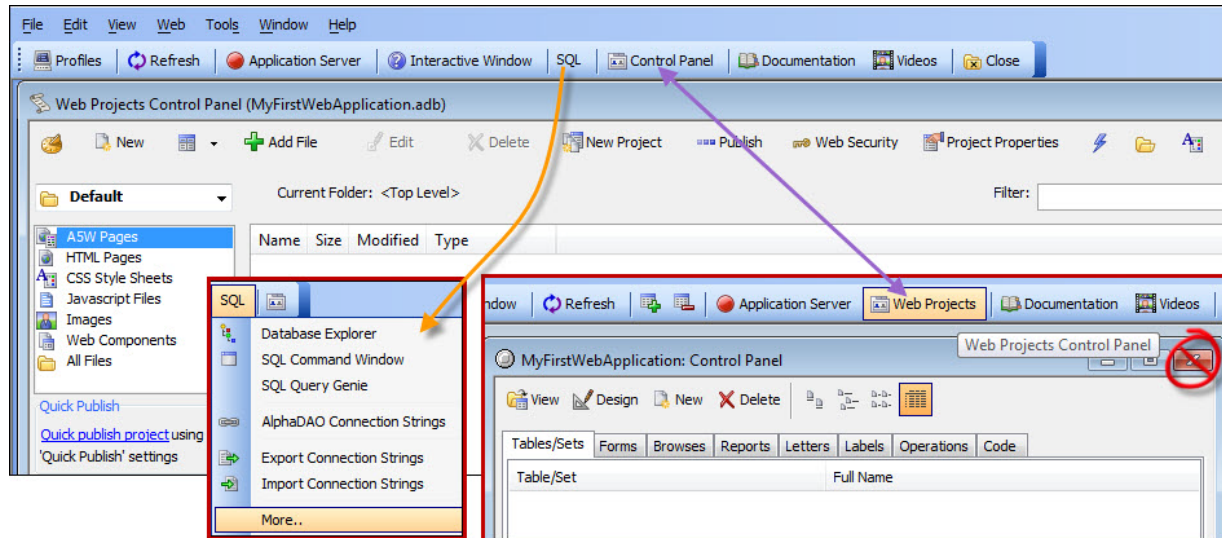 File Edit View Web Tools Window Help
Profiles Refresh Application Server Interactive Window SQL Control Panel Documentation Videos Close
Web Projects Control Panel (MyFirstWebApplication.adb)
New Add File Edit Delete New Project Publish Web Security Project Properties
Default
Current Folder: <Top Level>
Filter:
A5W Pages
HTML Pages
CSS Style Sheets
Javascript Files
Images
Web Components
All Files
Name Size Modified Type
Quick Publish
Quick publish project using
'Quick Publish' settings
SQL
Database Explorer
SQL Command Window
SQL Query Genie
AlphaDAO Connection Strings
Export Connection Strings
Import Connection Strings
More..
ndow Refresh Application Server Web Projects Documentation Videos
Web Projects Control Panel
MyFirstWebApplication: Control Panel
View Design New Delete
Tables/Sets Forms Browses Reports Letters Labels Operations Code
Table/Set Full Name